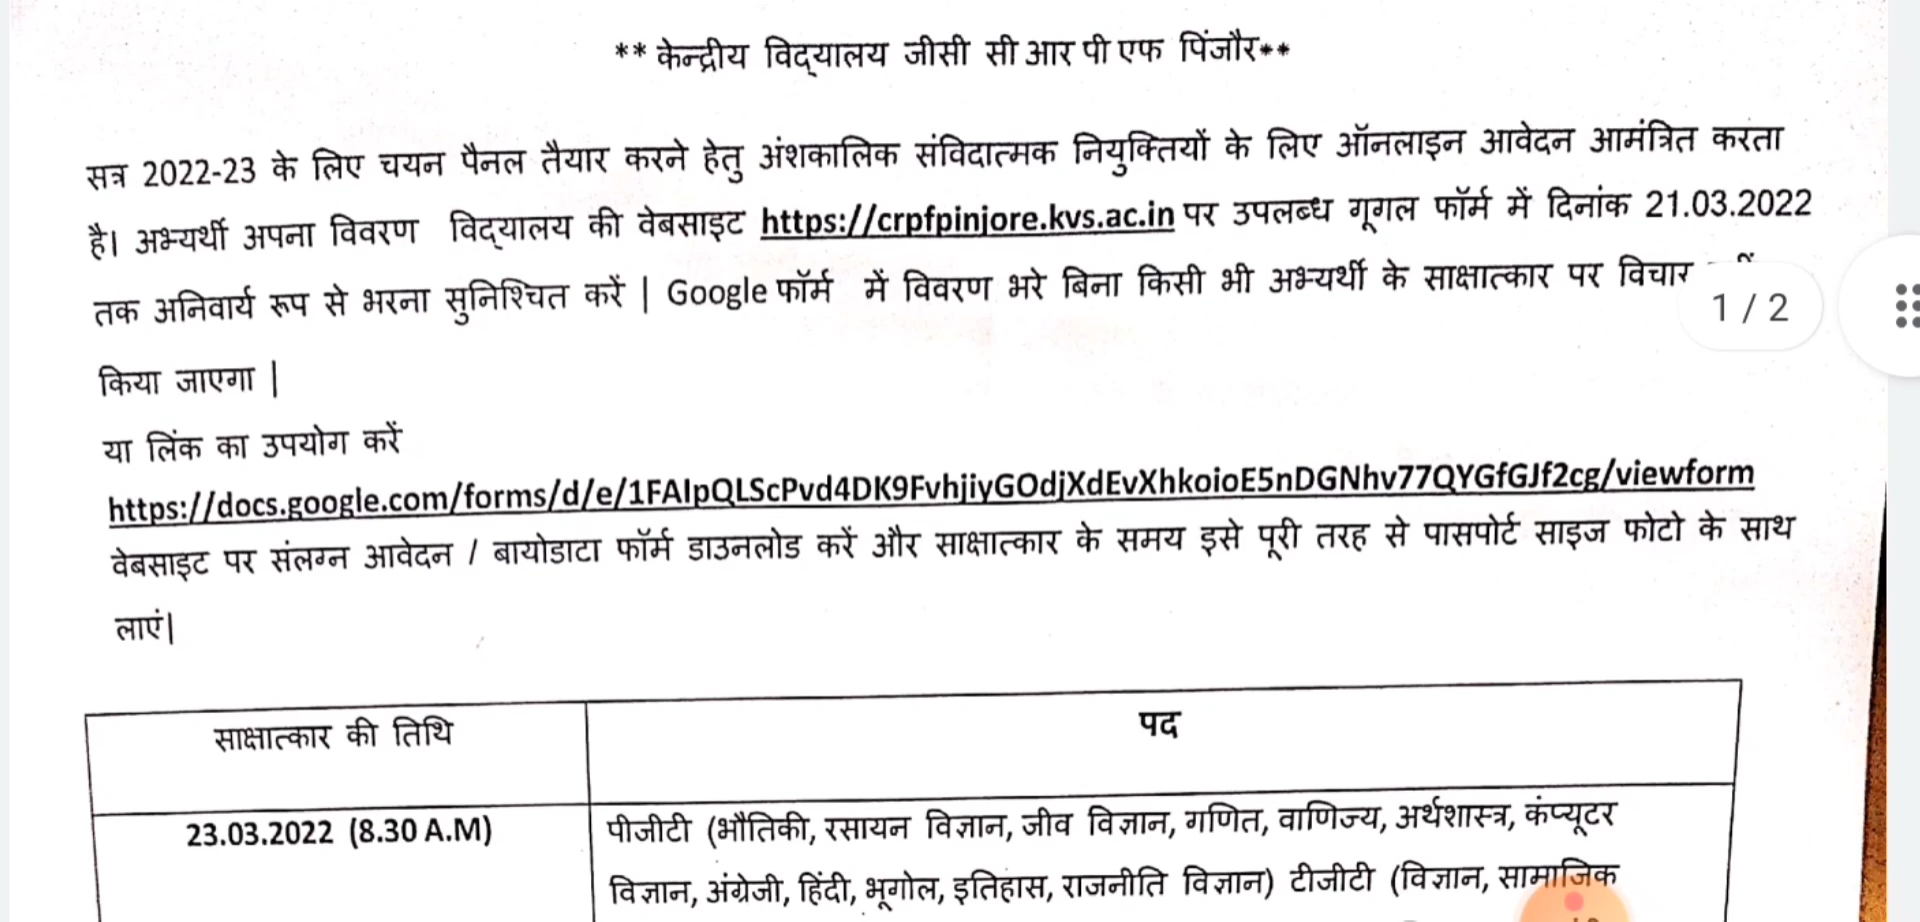 ** केन्द्रीय विद्यालय जीसी सी आर पी एफ पिंजौर**
सत्र 2022-23 के लिए चयन पैनल तैयार करने हेतु अंशकालिक संविदात्मक नियुक्तियों के लिए ऑनलाइन आवेदन आमंत्रित करता
है। अभ्यर्थी अपना विवरण विद्यालय की वेबसाइट https://crpfpinjore.kvs.ac.in पर उपलब्ध गूगल फॉर्म में दिनांक 21.03.2022
तक अनिवार्य रूप से भरना सुनिश्चित करें | Google फॉर्म में विवरण भरे बिना किसी भी अभ्यर्थी के साक्षात्कार पर विचार
1 / 2
किया जाएगा |
या लिंक का उपयोग करें
https://docs.google.com/forms/d/e/1FAIpQLScPvd4DK9FvhjiyGOdjXdEvXhkoioE5nDGNhv77QYGfGJf2cg/viewform
वेबसाइट पर संलग्न आवेदन / बायोडाटा फॉर्म डाउनलोड करें और साक्षात्कार के समय इसे पूरी तरह से पासपोर्ट साइज फोटो के साथ
लाएं|
साक्षात्कार की तिथि पद
23.03.2022 (8.30 A.M) पीजीटी (भौतिकी, रसायन विज्ञान, जीव विज्ञान, गणित, वाणिज्य, अर्थशास्त्र, कंप्यूटर
विज्ञान, अंग्रेजी, हिंदी, भूगोल, इतिहास, राजनीति विज्ञान) टीजीटी (विज्ञान, सामाजिक